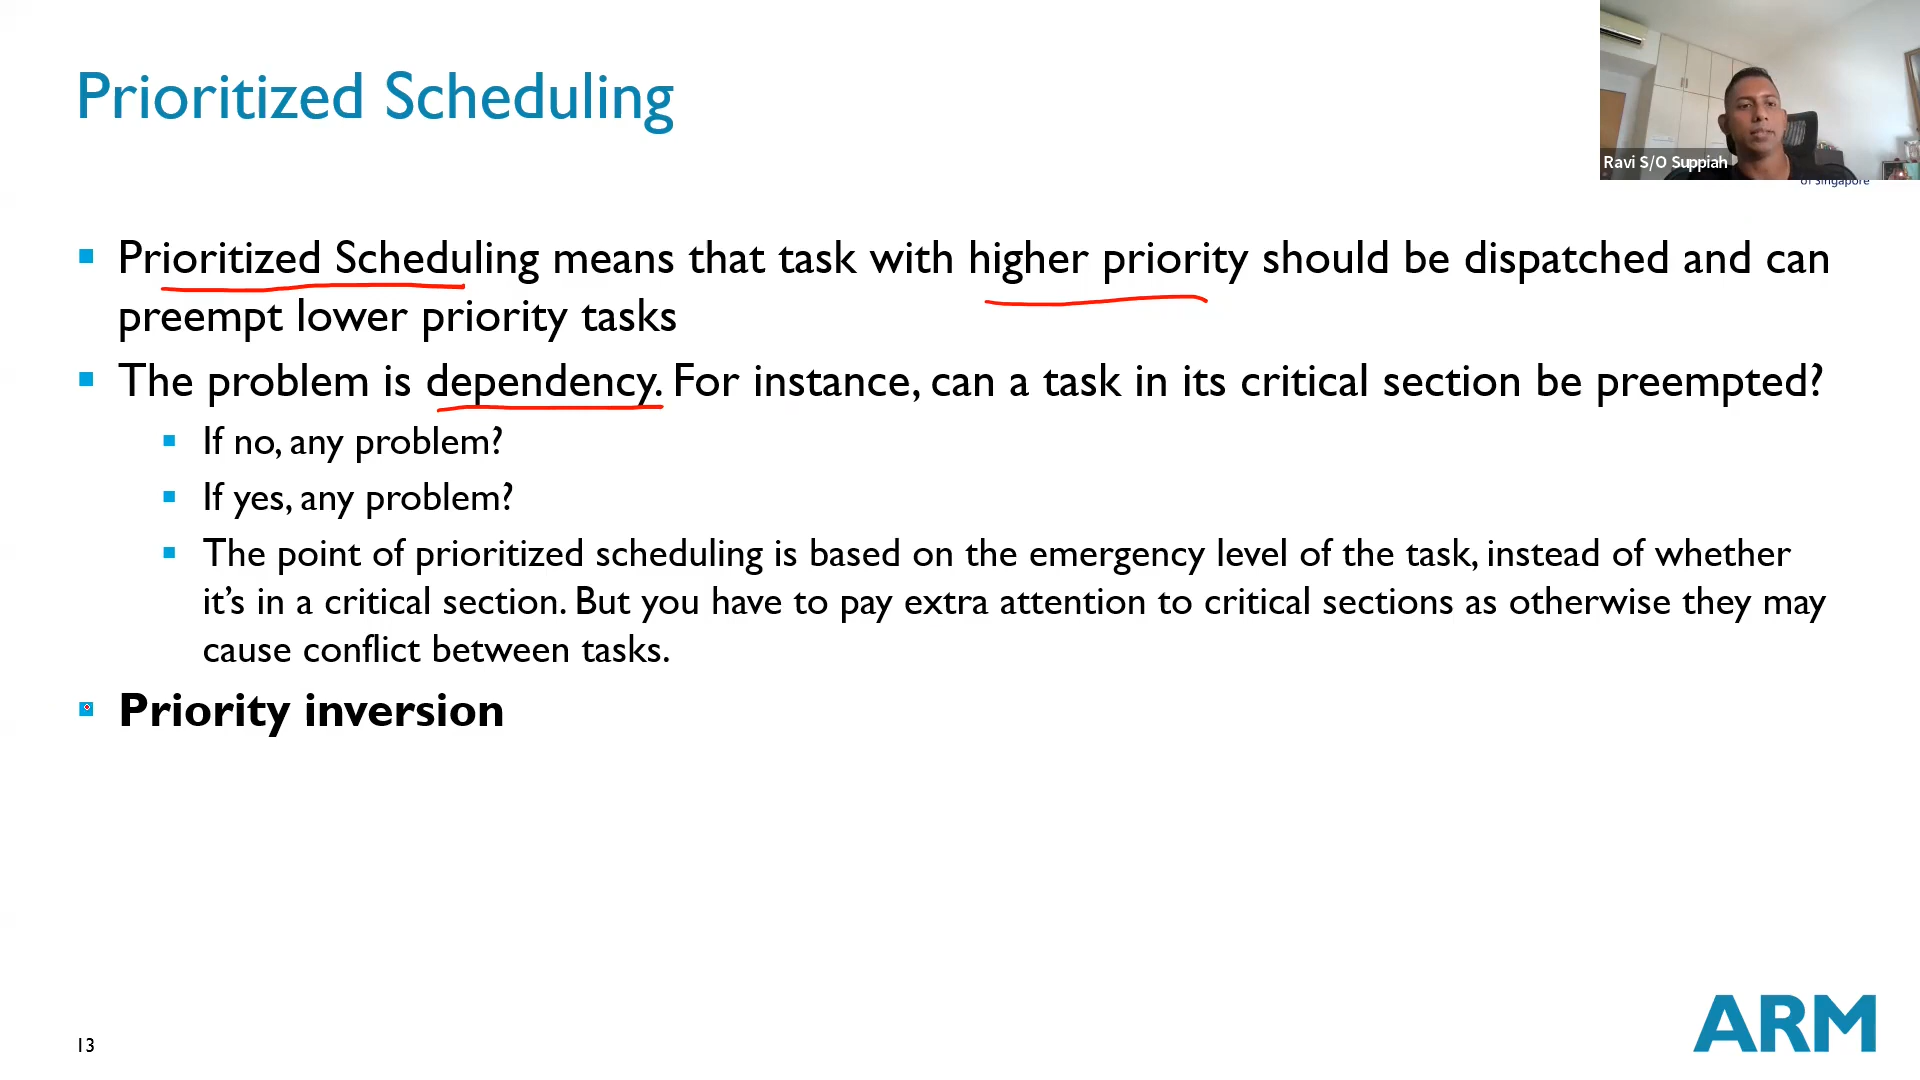 Prioritized Scheduling
Ravi S/O Suppiah
of Singapore
Prioritized Scheduling means that task with higher priority should be dispatched and can
preempt lower priority tasks
The problem is dependency. For instance, can a task in its critical section be preempted?
If no, any problem?
If yes, any problem?
The point of prioritized scheduling is based on the emergency level of the task, instead of whether
it’s in a critical section. But you have to pay extra attention to critical sections as otherwise they may
cause conflict between tasks.
Priority inversion
13
ARM